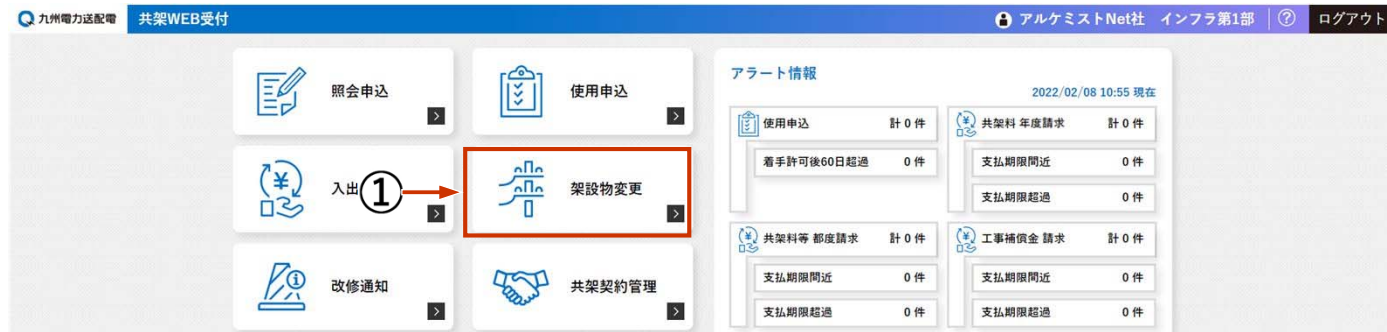 九州電力送配電 共架WEB受付 アルケミストNet社 インフラ第1部 ? ログアウト
照会申込
使用申込
入出
①
架設物変更
改修通知
共架契約管理
アラート情報
2022/02/08 10:55 現在
使用申込 計 0 件
着手許可後60日超過 0 件
共架料 年度請求 計 0 件
支払期限間近 0 件
支払期限超過 0 件
共架料等 都度請求 計 0 件
支払期限間近 0 件
支払期限超過 0 件
工事補償金 請求 計 0 件
支払期限間近 0 件
支払期限超過 0 件